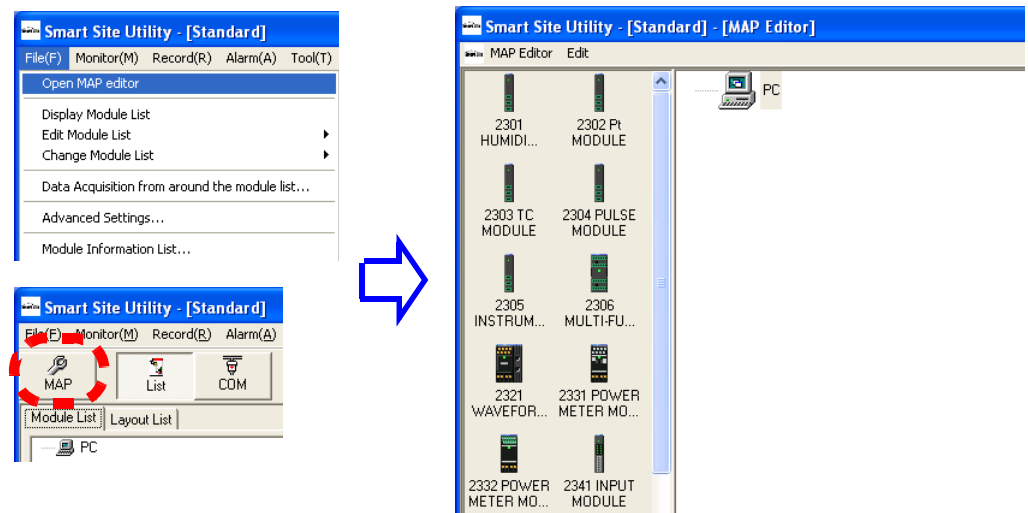 Smart Site Utility - [Standard]
File(F) Monitor(M) Record(R) Alarm(A) Tool(T)
Open MAP editor
Display Module List
Edit Module List
Change Module List
Data Acquisition from around the module list...
Advanced Settings...
Module Information List...
Smart Site Utility - [Standard]
File(F) Monitor(M) Record(R) Alarm(A)
MAP List COM
Module List Layout List
PC
Smart Site Utility - [Standard] - [MAP Editor]
MAP Editor Edit
PC
2301 2302 Pt
HUMIDI... MODULE
2303 TC 2304 PULSE
MODULE MODULE
2305 2306
INSTRUM... MULTI-FU...
2321 2331 POWER
WAVEFOR... METER MO...
2332 POWER 2341 INPUT
METER MO... MODULE